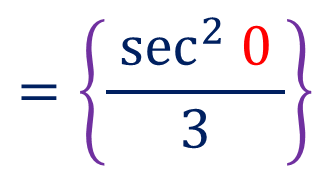 = { sec² 0 / 3 }